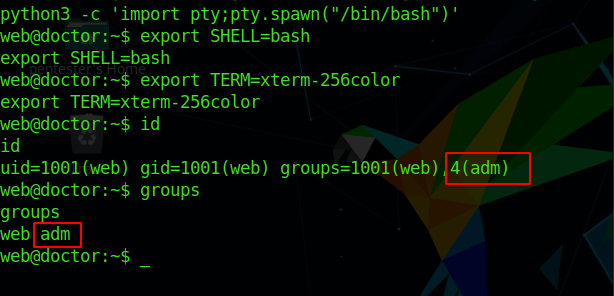 python3 -c 'import pty;pty.spawn("/bin/bash")'
web@doctor:~$ export SHELL=bash
export SHELL=bash
pentester's Home
web@doctor:~$ export TERM=xterm-256color
export TERM=xterm-256color
web@doctor:~$ id
id
uid=1001(web) gid=1001(web) groups=1001(web),4(adm)
web@doctor:~$ groups
groups
web adm
web@doctor:~$ _